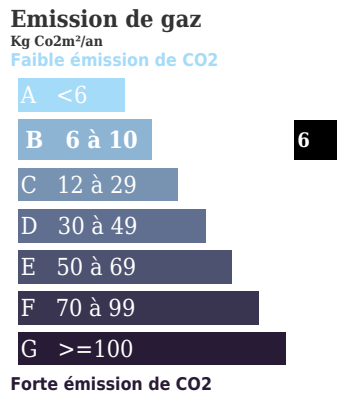 Emission de gaz
Kg Co2m²/an
Faible émission de CO2
A <6
B 6 à 10 6
C 12 à 29
D 30 à 49
E 50 à 69
F 70 à 99
G >=100
Forte émission de CO2